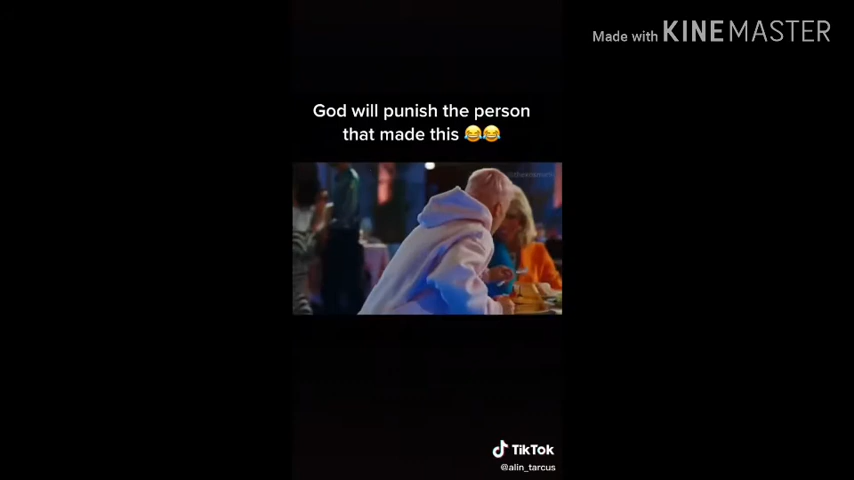 Made with KINEMASTER
God will punish the person
that made this 😂😂
TikTok
@alin_tarcus